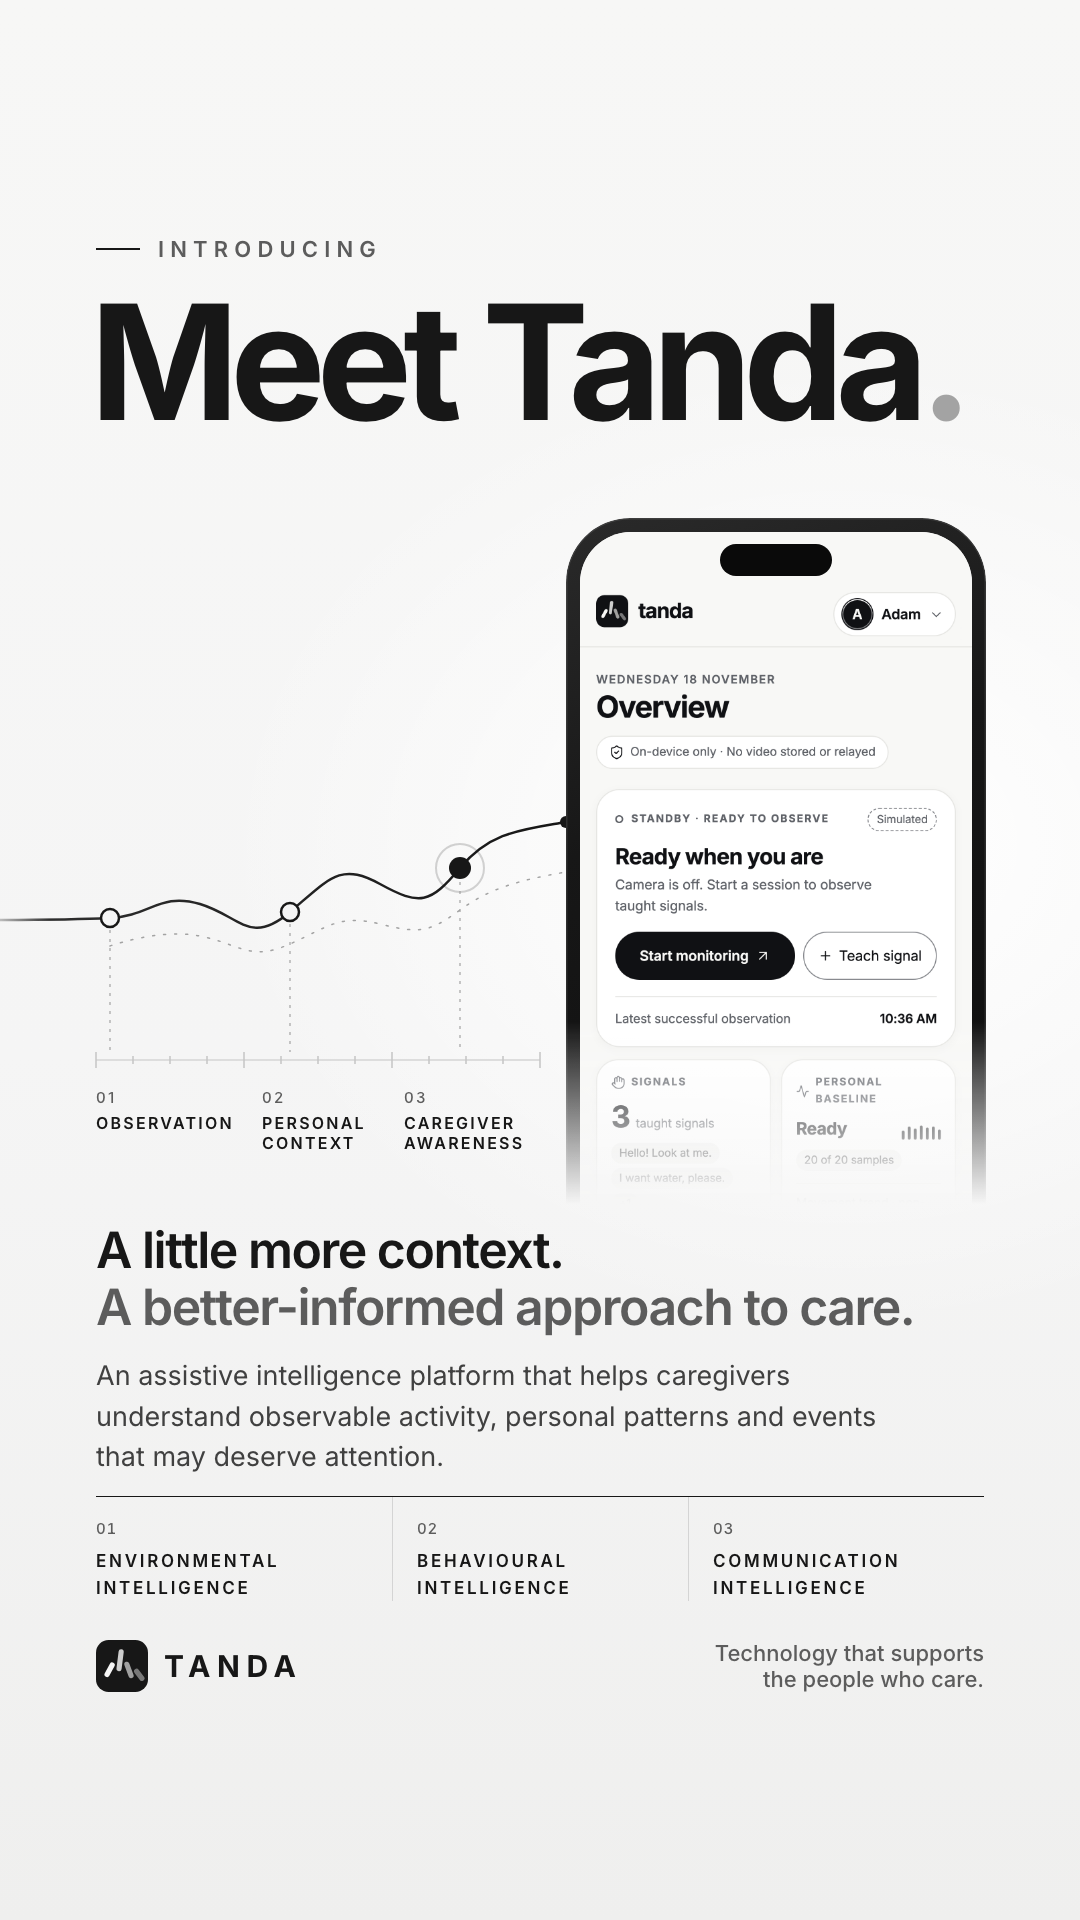 INTRODUCING
Meet Tanda.
tanda
A
Adam
WEDNESDAY 18 NOVEMBER
Overview
On-device only · No video stored or relayed
STANDBY · READY TO OBSERVE
Simulated
Ready when you are
Camera is off. Start a session to observe
taught signals.
Start monitoring
+ Teach signal
Latest successful observation
10:36 AM
SIGNALS
3 taught signals
Hello! Look at me.
I want water, please.
PERSONAL
BASELINE
Ready
20 of 20 samples
01
OBSERVATION
02
PERSONAL
CONTEXT
03
CAREGIVER
AWARENESS
A little more context.
A better-informed approach to care.
An assistive intelligence platform that helps caregivers
understand observable activity, personal patterns and events
that may deserve attention.
01
ENVIRONMENTAL
INTELLIGENCE
02
BEHAVIOURAL
INTELLIGENCE
03
COMMUNICATION
INTELLIGENCE
TANDA
Technology that supports
the people who care.